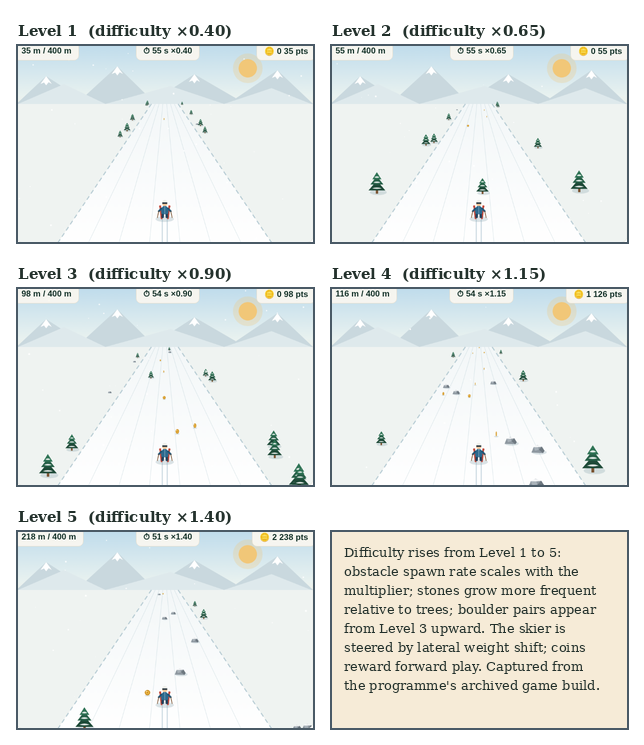 Level 1 (difficulty ×0.40)
35 m / 400 m
⏱ 55 s ×0.40
🪙 0 35 pts
Level 2 (difficulty ×0.65)
55 m / 400 m
⏱ 55 s ×0.65
🪙 0 55 pts
Level 3 (difficulty ×0.90)
98 m / 400 m
⏱ 54 s ×0.90
🪙 0 98 pts
Level 4 (difficulty ×1.15)
116 m / 400 m
⏱ 54 s ×1.15
🪙 1 126 pts
Level 5 (difficulty ×1.40)
218 m / 400 m
⏱ 51 s ×1.40
🪙 2 238 pts
Difficulty rises from Level 1 to 5:
obstacle spawn rate scales with the
multiplier; stones grow more frequent
relative to trees; boulder pairs appear
from Level 3 upward. The skier is
steered by lateral weight shift; coins
reward forward play. Captured from
the programme's archived game build.